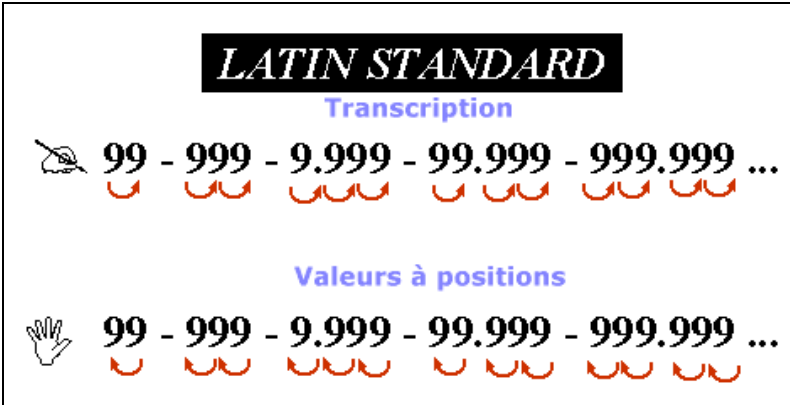 LATIN STANDARD
Transcription
99 - 999 - 9.999 - 99.999 - 999.999 ...
Valeurs à positions
99 - 999 - 9.999 - 99.999 - 999.999 ...